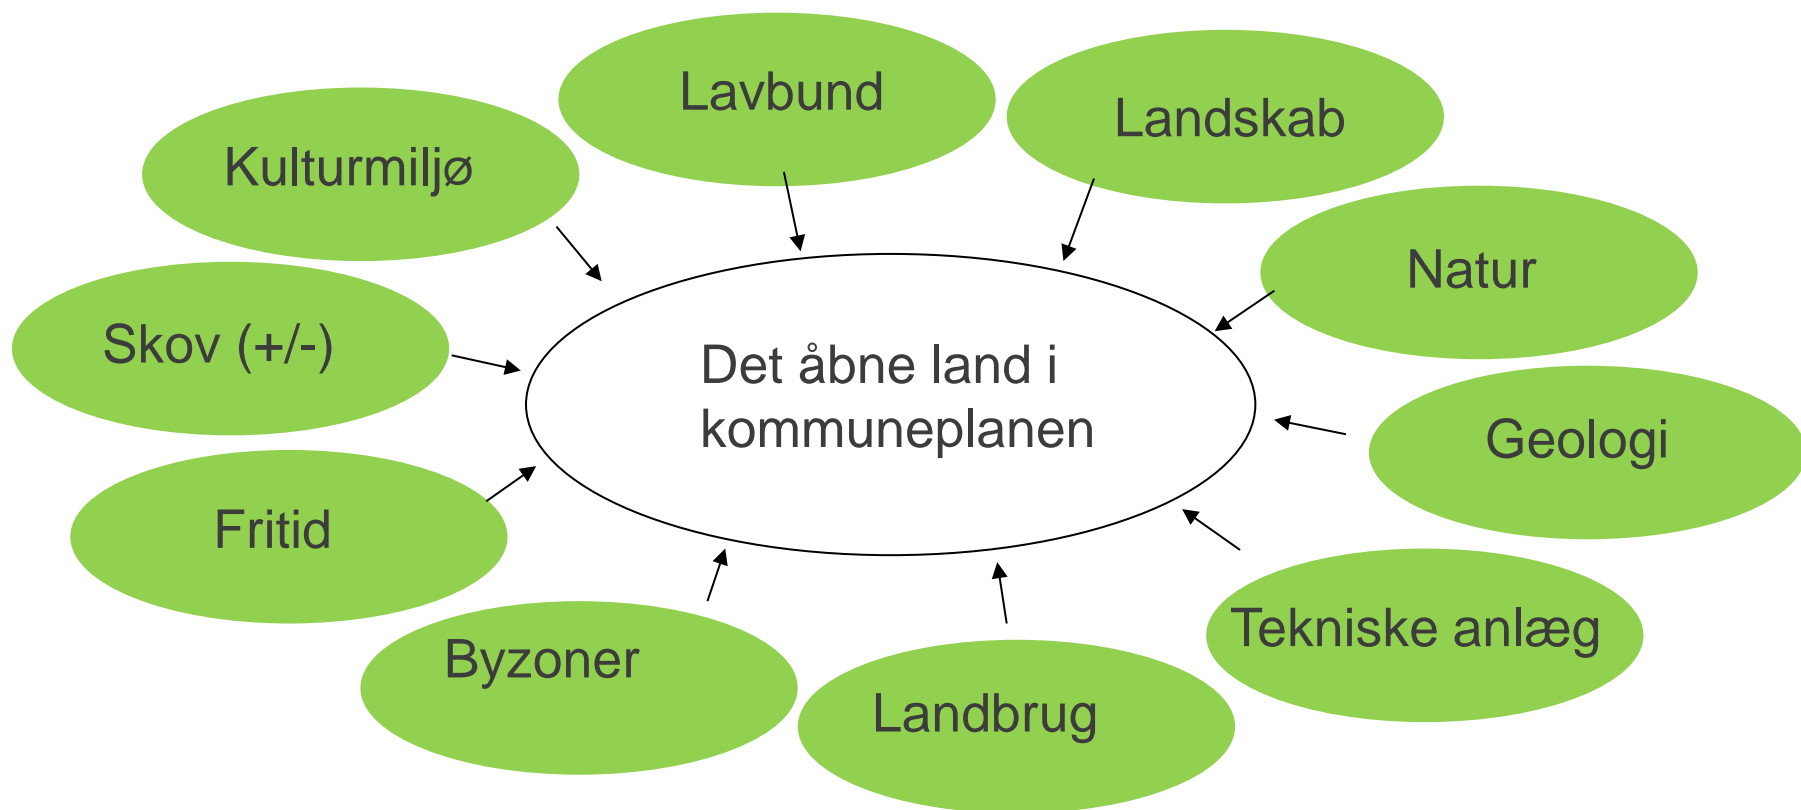 Lavbund
Landskab
Kulturmiljø
Natur
Skov (+/-)
Det åbne land i
kommuneplanen
Geologi
Fritid
Tekniske anlæg
Byzoner
Landbrug